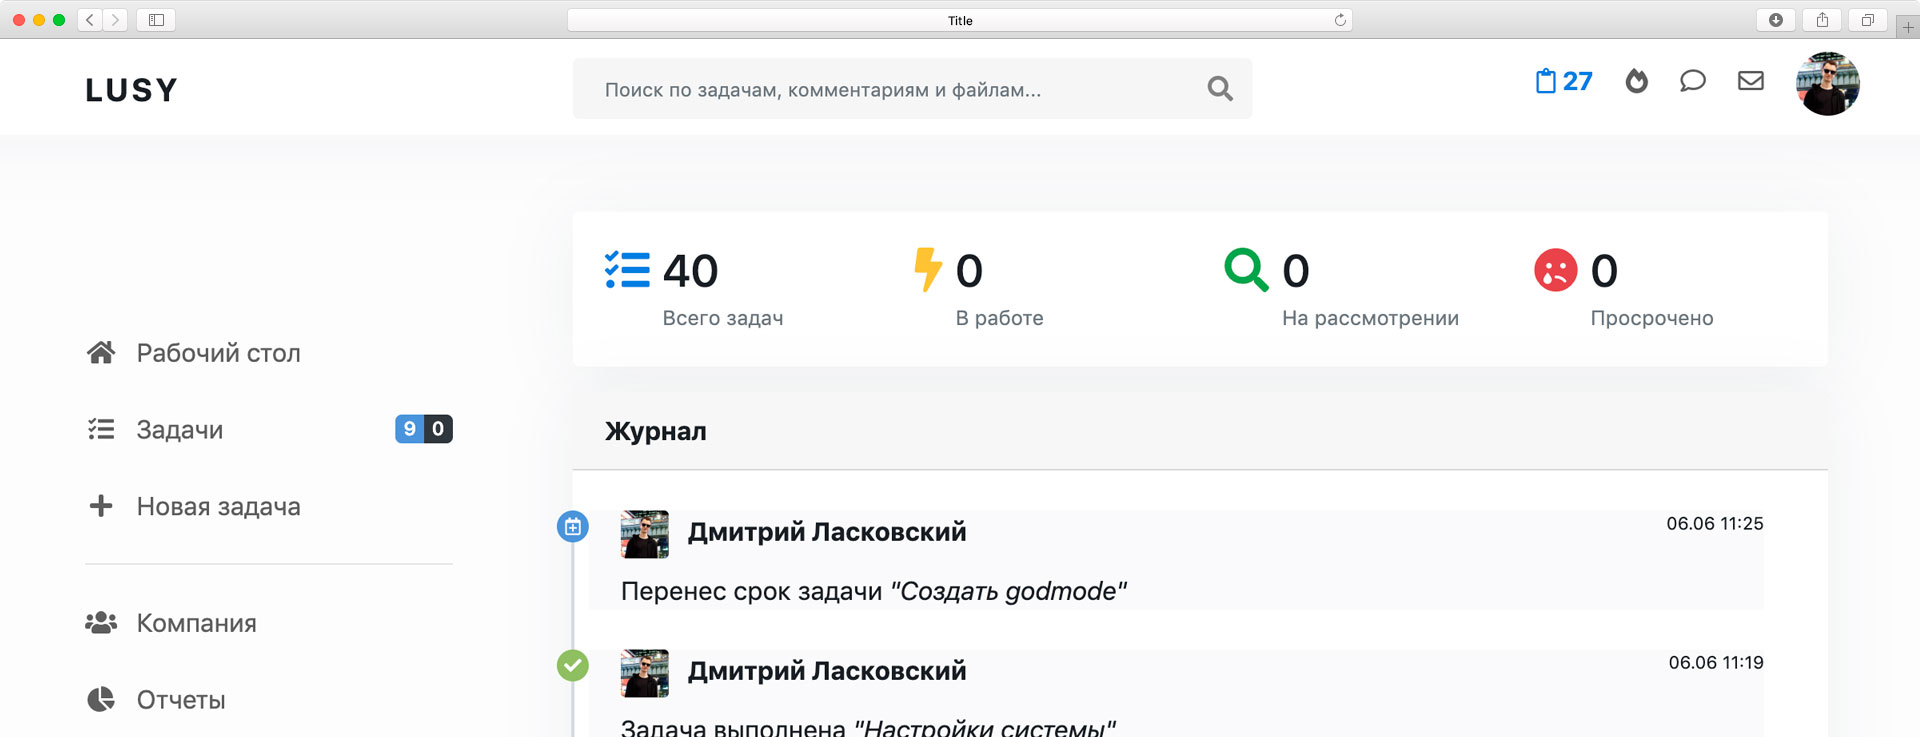 Title
LUSY
Поиск по задачам, комментариям и файлам...
27
40
Всего задач
0
В работе
0
На рассмотрении
0
Просрочено
Рабочий стол
Задачи
9 0
Новая задача
Компания
Отчеты
Журнал
Дмитрий Ласковский
06.06 11:25
Перенес срок задачи "Создать godmode"
Дмитрий Ласковский
06.06 11:19
Задача выполнена "Настройки системы"